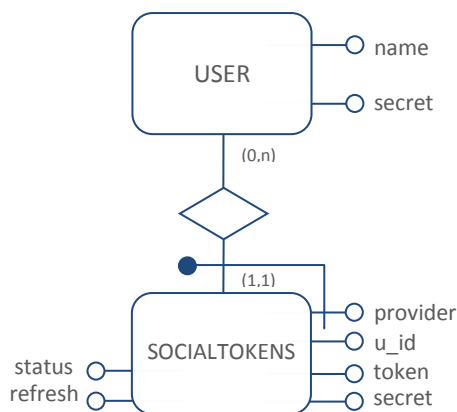 name
USER
secret
(0,n)
(1,1)
provider
u_id
SOCIALTOKENS
status
token
refresh
secret